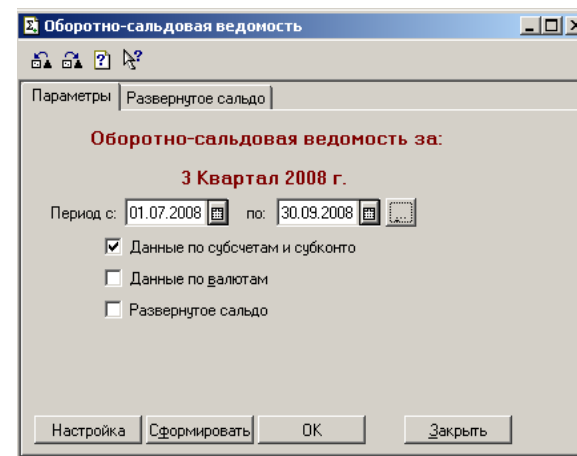 Оборотно-сальдовая ведомость
Параметры Развернутое сальдо
Оборотно-сальдовая ведомость за:
3 Квартал 2008 г.
Период с: 01.07.2008 по: 30.09.2008 ...
Данные по субсчетам и субконто
Данные по валютам
Развернутое сальдо
Настройка Сформировать OK Закрыть